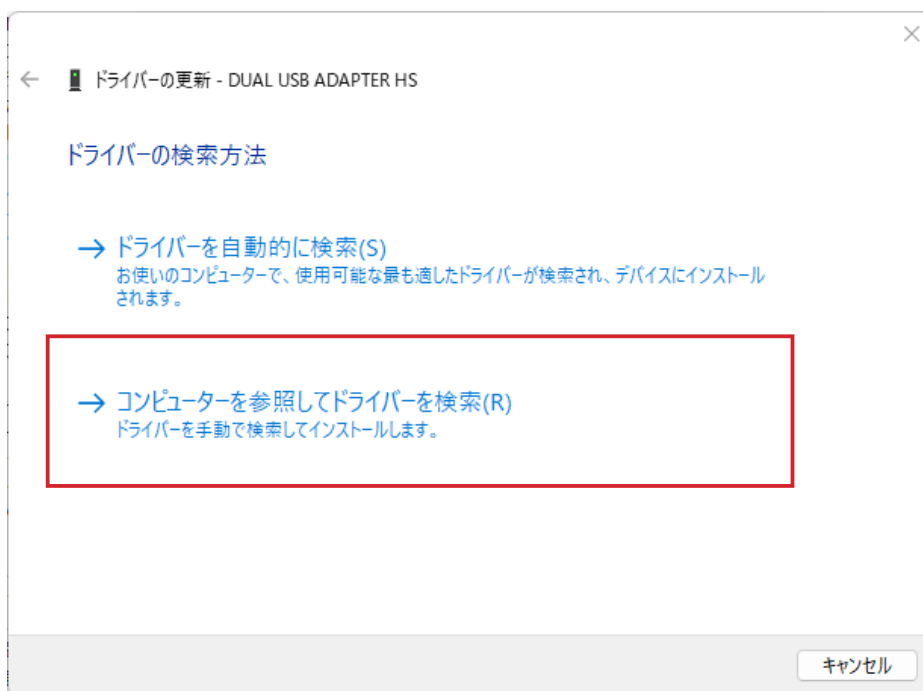 ドライバーの更新 - DUAL USB ADAPTER HS
ドライバーの検索方法
ドライバーを自動的に検索(S)
お使いのコンピューターで、使用可能な最も適したドライバーが検索され、デバイスにインストール
されます。
コンピューターを参照してドライバーを検索(R)
ドライバーを手動で検索してインストールします。
キャンセル